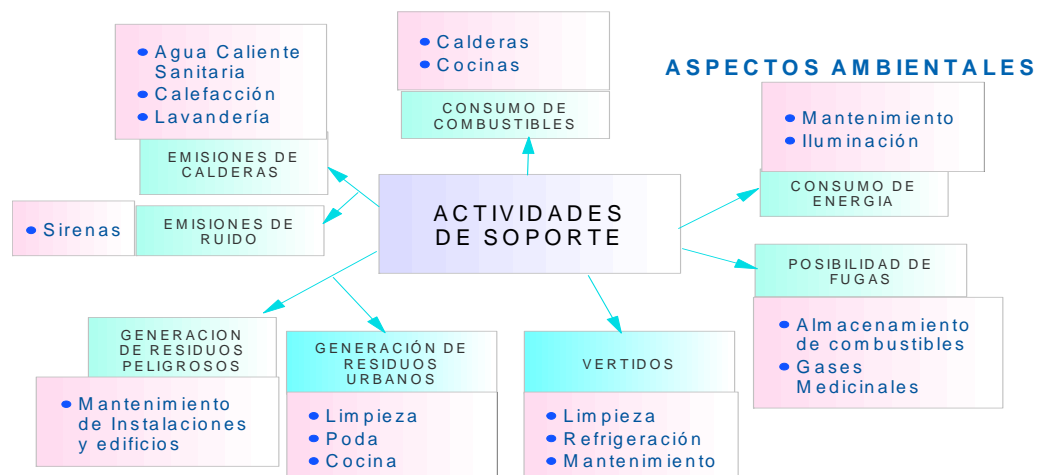 Agua Caliente
Sanitaria
Calefacción
Lavandería
EMISIONES DE
CALDERAS
Calderas
Cocinas
CONSUMO DE
COMBUSTIBLES
ASPECTOS AMBIENTALES
Mantenimiento
Iluminación
CONSUMO DE
ENERGIA
Sirenas
EMISIONES DE
RUIDO
ACTIVIDADES
DE SOPORTE
POSIBILIDAD DE
FUGAS
Almacenamiento
de combustibles
Gases
Medicinales
GENERACION
DE RESIDUOS
PELIGROSOS
Mantenimiento
de Instalaciones
y edificios
GENERACIÓN DE
RESIDUOS
URBANOS
Limpieza
Poda
Cocina
VERTIDOS
Limpieza
Refrigeración
Mantenimiento